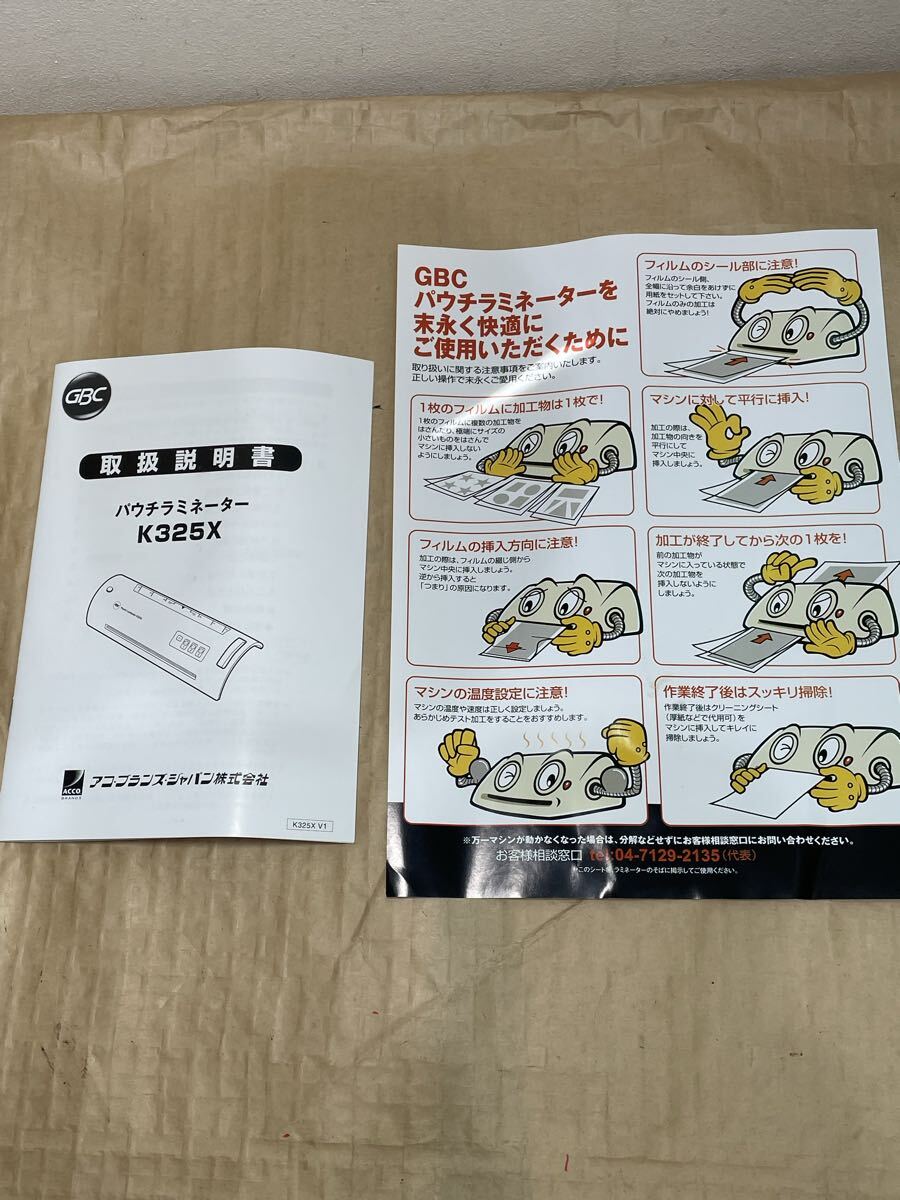 GBC
取扱説明書
パウチラミネーター
K325X
ACCO
BRANDS
アコ・ブランズ・ジャパン株式会社
K325X V1
GBC
パウチラミネーターを
末永く快適に
ご使用いただくために
取り扱いに関する注意事項をご案内いたします。
正しい操作で末永くご愛用ください。
フィルムのシール部に注意!
フィルムのシール側、
全幅に沿って余白をあけずに
用紙をセットして下さい。
フィルムのみの加工は
絶対にやめましょう!
1枚のフィルムに加工物は1枚で!
1枚のフィルムに複数の加工物を
はさんだり、極端にサイズの
小さいものをはさんで
マシンに挿入しない
ようにしましょう。
マシンに対して平行に挿入!
加工の際は、
加工物の向きを
平行にして
マシン中央に
挿入しましょう。
フィルムの挿入方向に注意!
加工の際は、フィルムの綴じ側から
マシン中央に挿入しましょう。
逆から挿入すると
「つまり」の原因になります。
加工が終了してから次の1枚を!
前の加工物が
マシンに入っている状態で
次の加工物を
挿入しないように
しましょう。
マシンの温度設定に注意!
マシンの温度や速度は正しく設定しましょう。
あらかじめテスト加工をすることをおすすめします。
作業終了後はスッキリ掃除!
作業終了後はクリーニングシート
(厚紙などで代用可)を
マシンに挿入してキレイに
掃除しましょう。
※万一マシンが動かなくなった場合は、分解などせずにお客様相談窓口にお問い合わせください。
お客様相談窓口 tel:04-7129-2135(代表)
※このシートを、ラミネーターのそばに掲示してご使用ください。